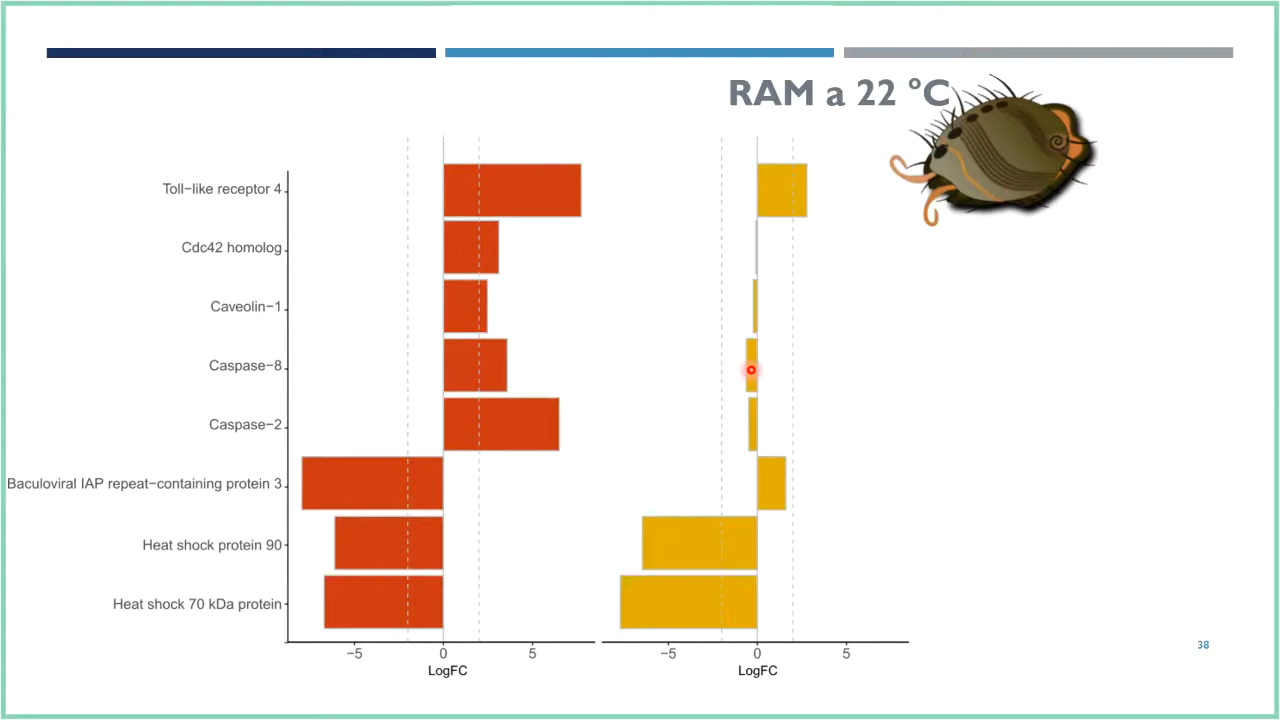 RAM a 22 °C
Toll−like receptor 4
Cdc42 homolog
Caveolin−1
Caspase−8
Caspase−2
Baculoviral IAP repeat−containing protein 3
Heat shock protein 90
Heat shock 70 kDa protein
−5 0 5 −5 0 5
LogFC LogFC
38